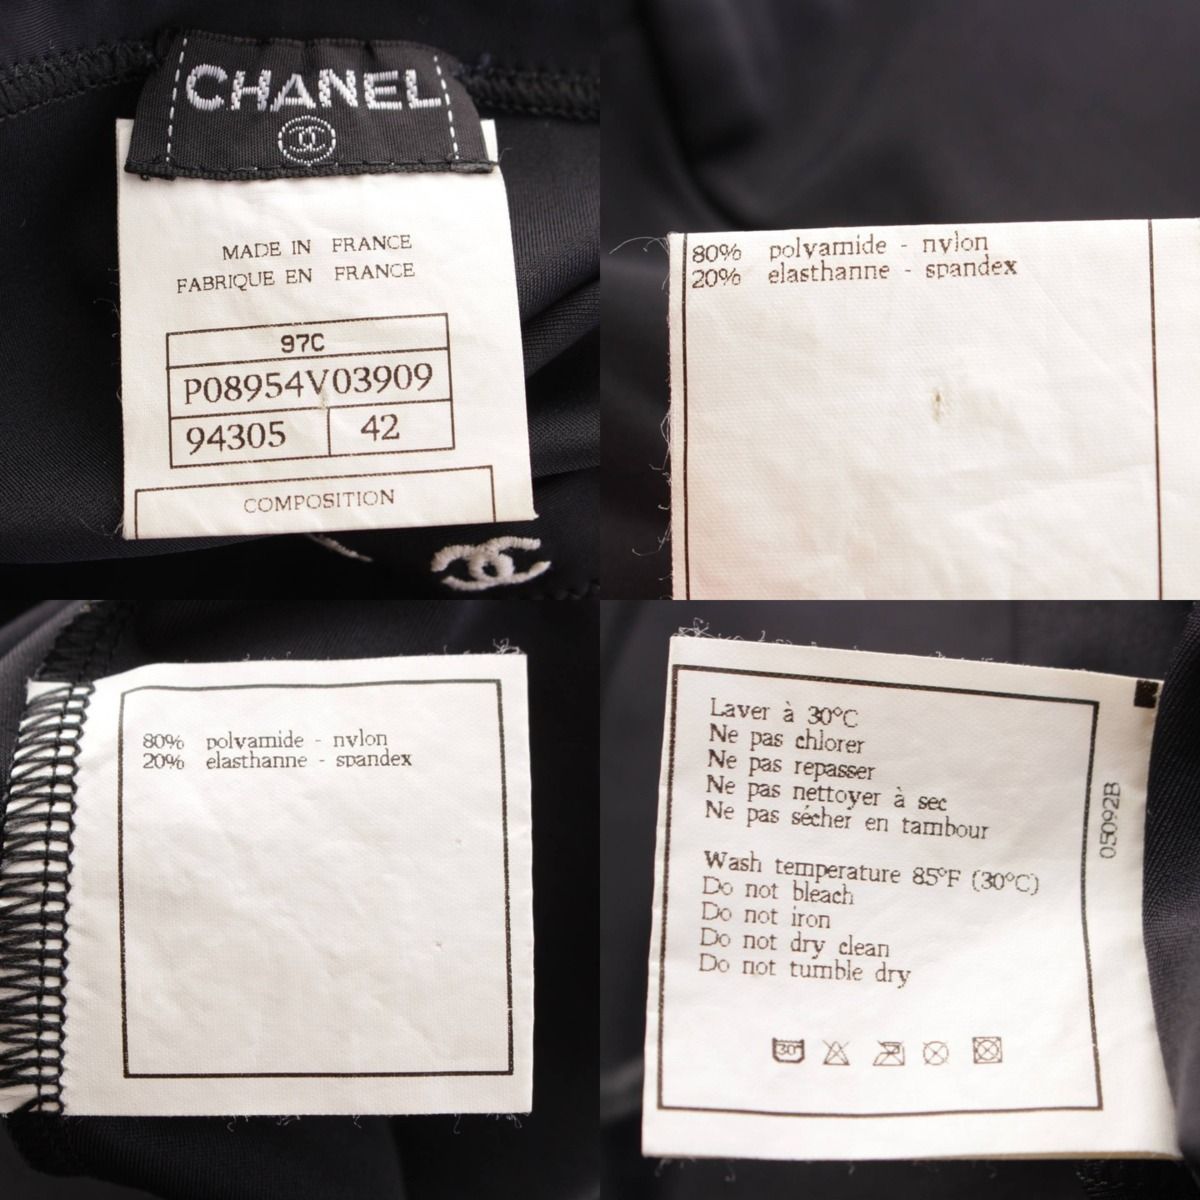 CHANEL
MADE IN FRANCE
FABRIQUE EN FRANCE
97C
P08954V03909
94305 42
COMPOSITION
80% polyamide - nylon
20% elasthanne - spandex
80% polyamide - nylon
20% elasthanne - spandex
Laver à 30°C
Ne pas chlorer
Ne pas repasser
Ne pas nettoyer à sec
Ne pas sécher en tambour
Wash temperature 85°F (30°C)
Do not bleach
Do not iron
Do not dry clean
Do not tumble dry
30°
05092B